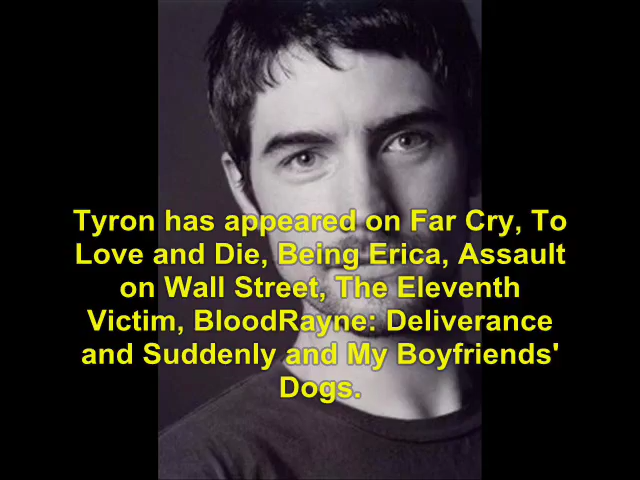 Tyron has appeared on Far Cry, To
Love and Die, Being Erica, Assault
on Wall Street, The Eleventh
Victim, BloodRayne: Deliverance
and Suddenly and My Boyfriends'
Dogs.